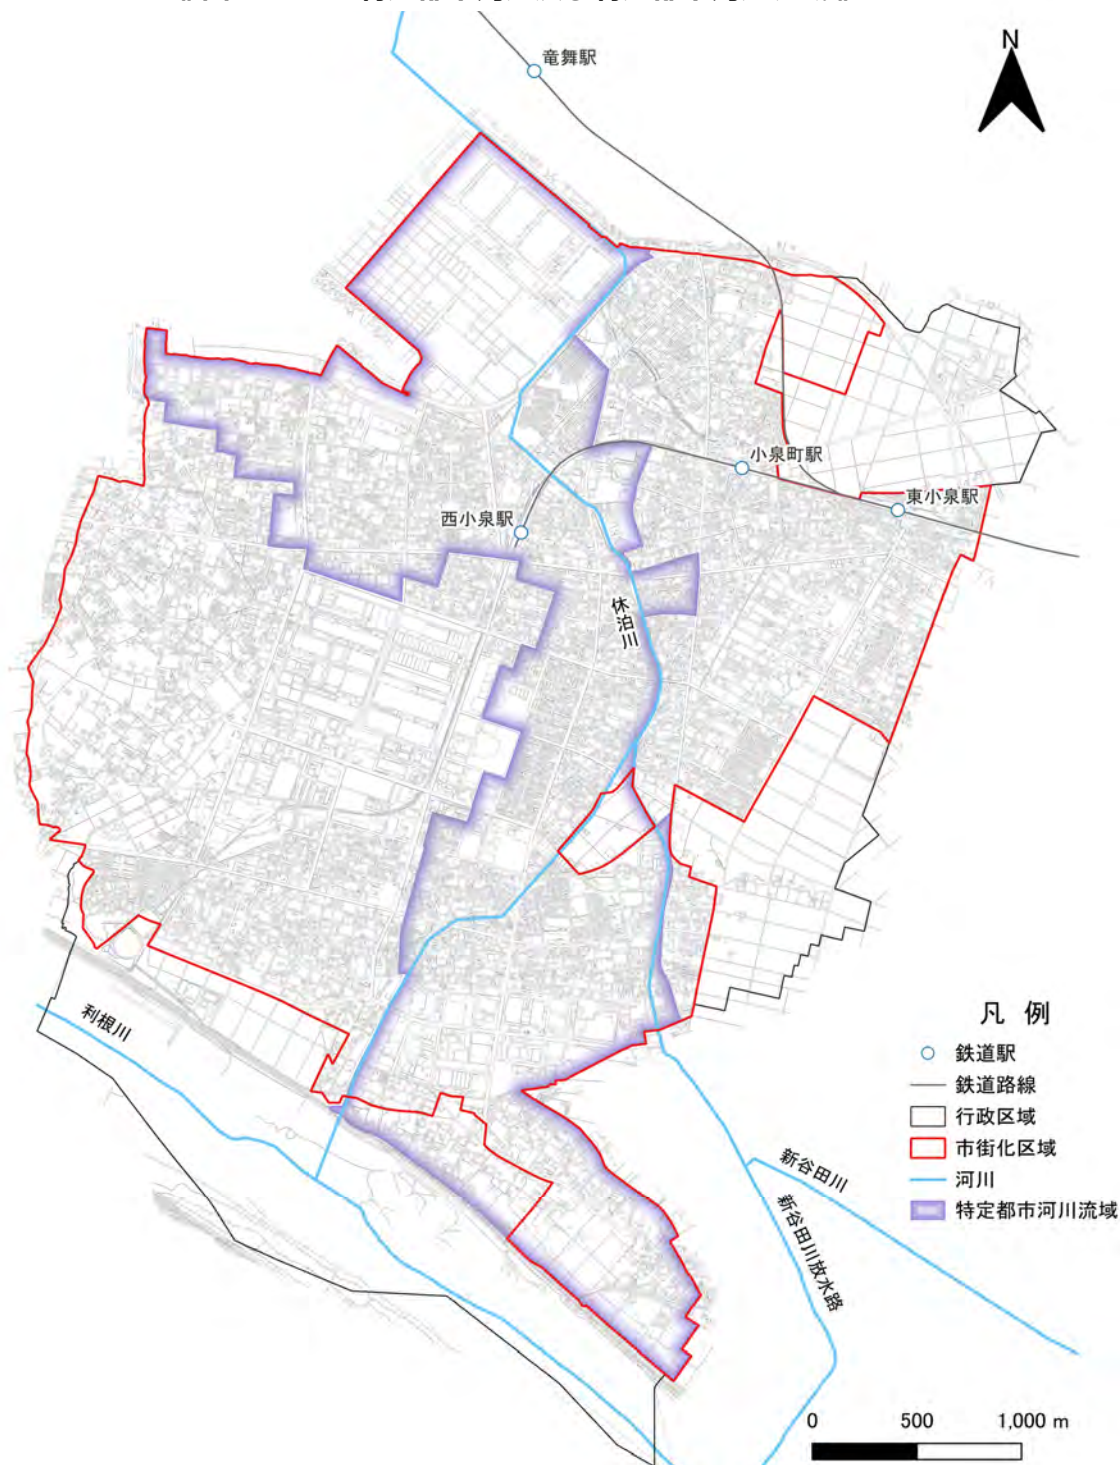 N
竜舞駅
小泉町駅
東小泉駅
西小泉駅
休泊川
利根川
新谷田川
新谷田川放水路
凡 例
鉄道駅
鉄道路線
行政区域
市街化区域
河川
特定都市河川流域
0 500 1,000 m